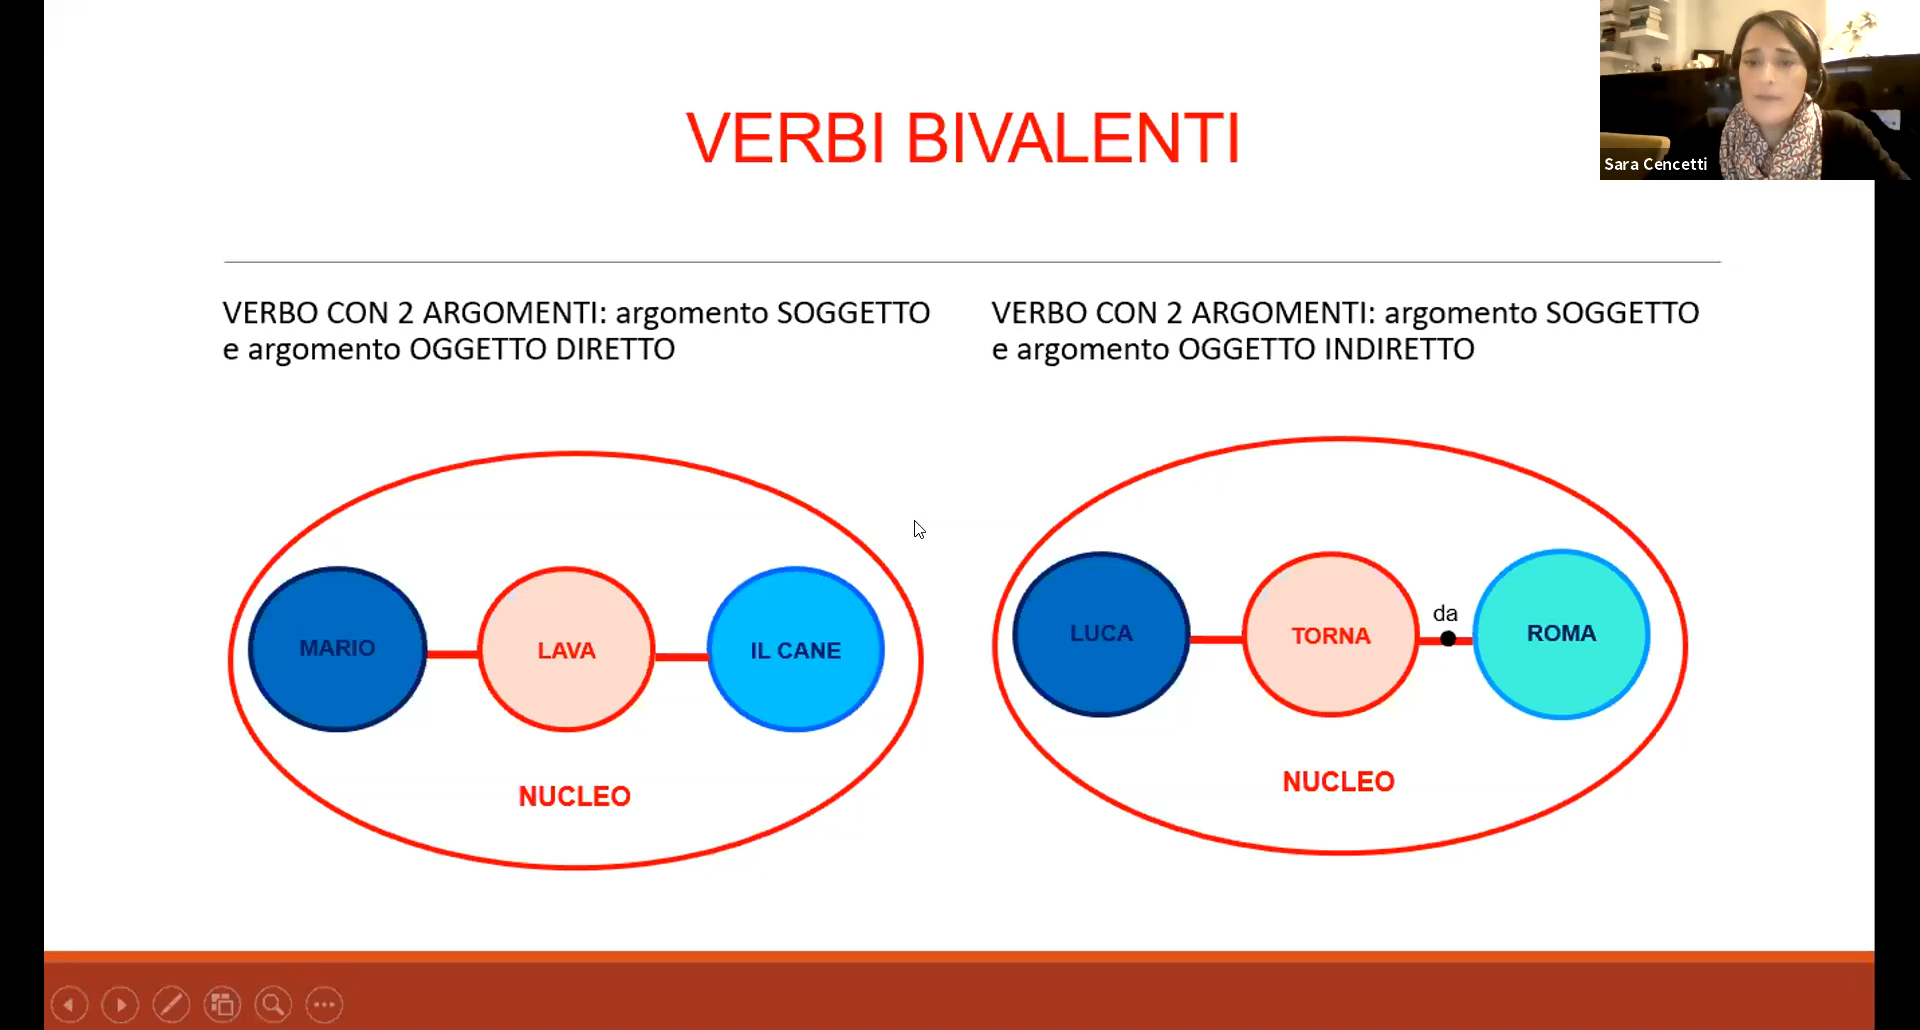 VERBI BIVALENTI
Sara Cencetti
VERBO CON 2 ARGOMENTI: argomento SOGGETTO
e argomento OGGETTO DIRETTO
VERBO CON 2 ARGOMENTI: argomento SOGGETTO
e argomento OGGETTO INDIRETTO
MARIO
LAVA
IL CANE
NUCLEO
LUCA
TORNA
da
ROMA
NUCLEO